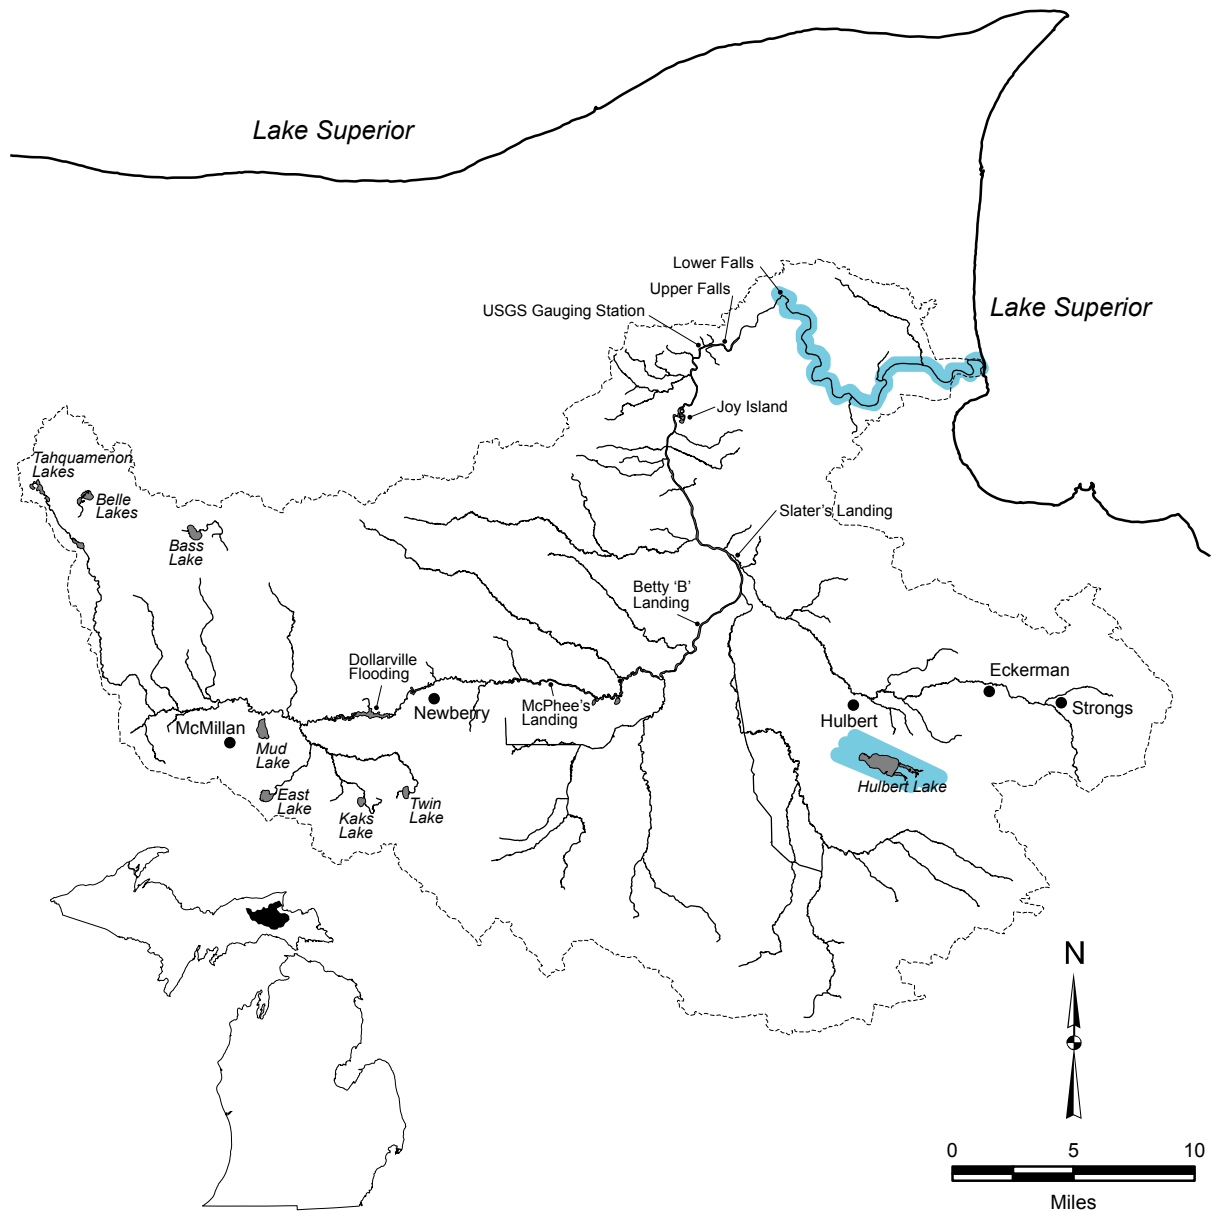 Lake Superior
Lower Falls
Upper Falls
USGS Gauging Station
Lake Superior
Joy Island
Tahquamenon
Lakes
Belle
Lakes
Bass
Lake
Slater's Landing
Betty ‘B’
Landing
Dollarville
Flooding
Newberry
McPhee's
Landing
Eckerman
Hulbert
Strongs
McMillan
Mud
Lake
Hulbert Lake
East
Lake
Kaks
Lake
Twin
Lake
N
0 5 10
Miles